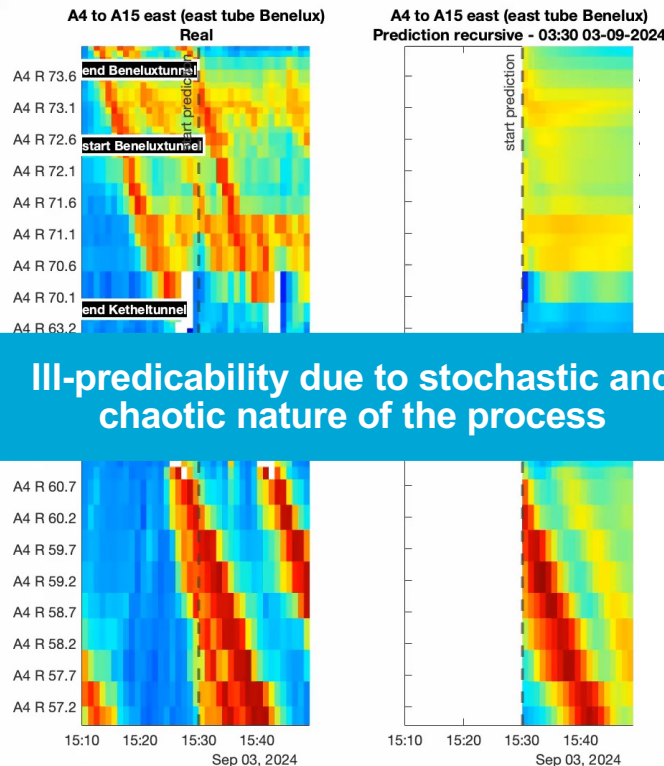 A4 to A15 east (east tube Benelux)
Real
A4 R 73.6
A4 R 73.1
A4 R 72.6
A4 R 72.1
A4 R 71.6
A4 R 71.1
A4 R 70.6
A4 R 70.1
A4 R 63.2
end Beneluxtunnel
start Beneluxtunnel
end Ketheltunnel
start prediction
A4 to A15 east (east tube Benelux)
Prediction recursive - 03:30 03-09-2024
start prediction
Ill-predicability due to stochastic and
chaotic nature of the process
A4 R 60.7
A4 R 60.2
A4 R 59.7
A4 R 59.2
A4 R 58.7
A4 R 58.2
A4 R 57.7
A4 R 57.2
15:10 15:20 15:30 15:40
Sep 03, 2024
15:10 15:20 15:30 15:40
Sep 03, 2024